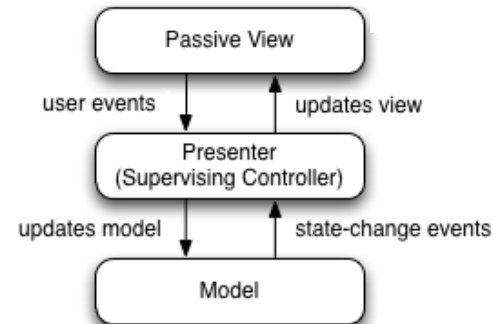 Passive View
user events
updates view
Presenter
(Supervising Controller)
updates model
state-change events
Model